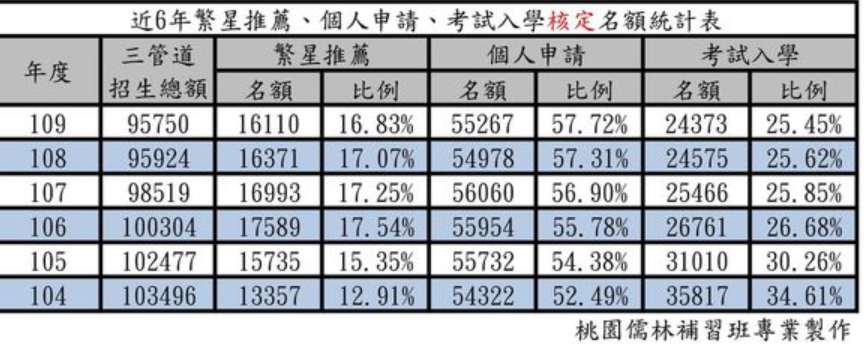 近6年繁星推薦、個人申請、考試入學核定名額統計表
年度 三管道招生總額 繁星推薦 個人申請 考試入學
名額 比例 名額 比例 名額 比例
109 95750 16110 16.83% 55267 57.72% 24373 25.45%
108 95924 16371 17.07% 54978 57.31% 24575 25.62%
107 98519 16993 17.25% 56060 56.90% 25466 25.85%
106 100304 17589 17.54% 55954 55.78% 26761 26.68%
105 102477 15735 15.35% 55732 54.38% 31010 30.26%
104 103496 13357 12.91% 54322 52.49% 35817 34.61%
桃園儒林補習班專業製作